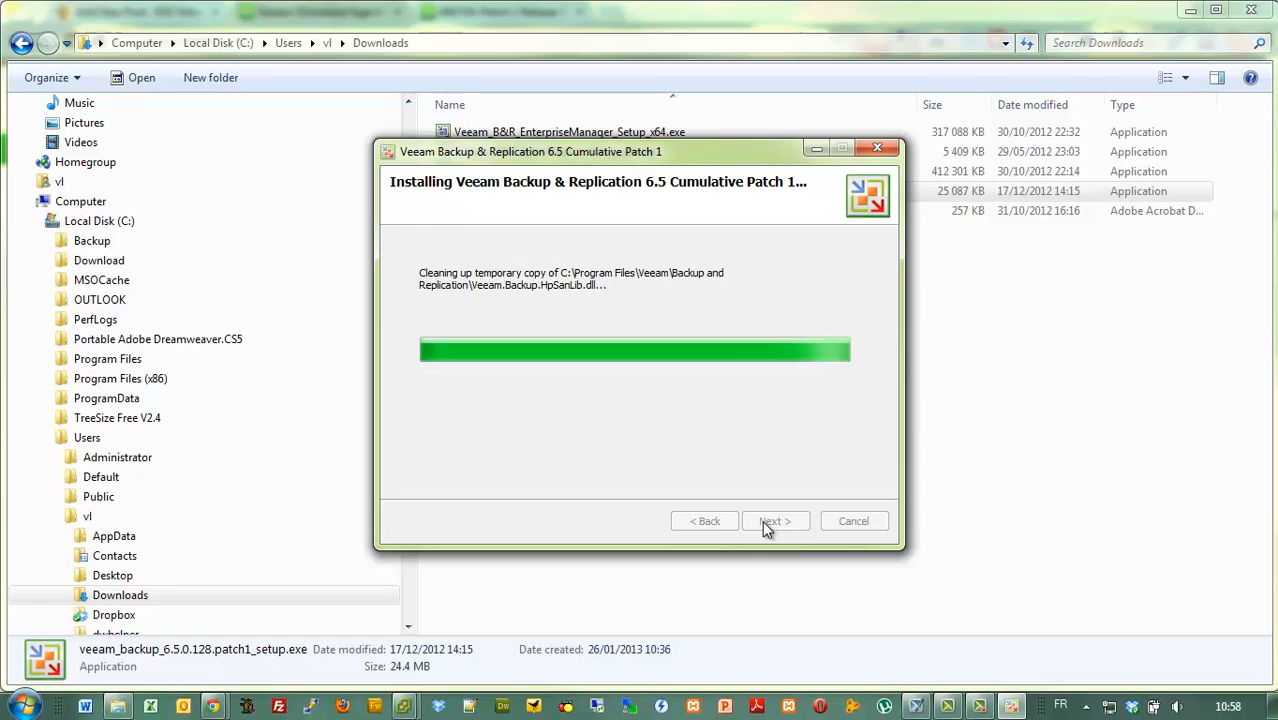 Computer Local Disk (C:) Users vl Downloads
Search Downloads
Organize Open New folder
Name Size Date modified Type
Music
Pictures
Videos
Homegroup
vl
Computer
Local Disk (C:)
Backup
Download
MSOCache
OUTLOOK
PerfLogs
Portable Adobe Dreamweaver.CS5
Program Files
Program Files (x86)
ProgramData
TreeSize Free V2.4
Users
Administrator
Default
Public
vl
AppData
Contacts
Desktop
Downloads
Dropbox
dwhelper
Veeam_B&R_EnterpriseManager_Setup_x64.exe 317 088 KB 30/10/2012 22:32 Application
5 409 KB 29/05/2012 23:03 Application
412 301 KB 30/10/2012 22:14 Application
25 087 KB 17/12/2012 14:15 Application
257 KB 31/10/2012 16:16 Adobe Acrobat D...
Veeam Backup & Replication 6.5 Cumulative Patch 1
Installing Veeam Backup & Replication 6.5 Cumulative Patch 1...
Cleaning up temporary copy of C:\Program Files\Veeam\Backup and
Replication\Veeam.Backup.HpSanLib.dll...
< Back Next > Cancel
veeam_backup_6.5.0.128.patch1_setup.exe Date modified: 17/12/2012 14:15 Date created: 26/01/2013 10:36
Application Size: 24.4 MB
FR 10:58